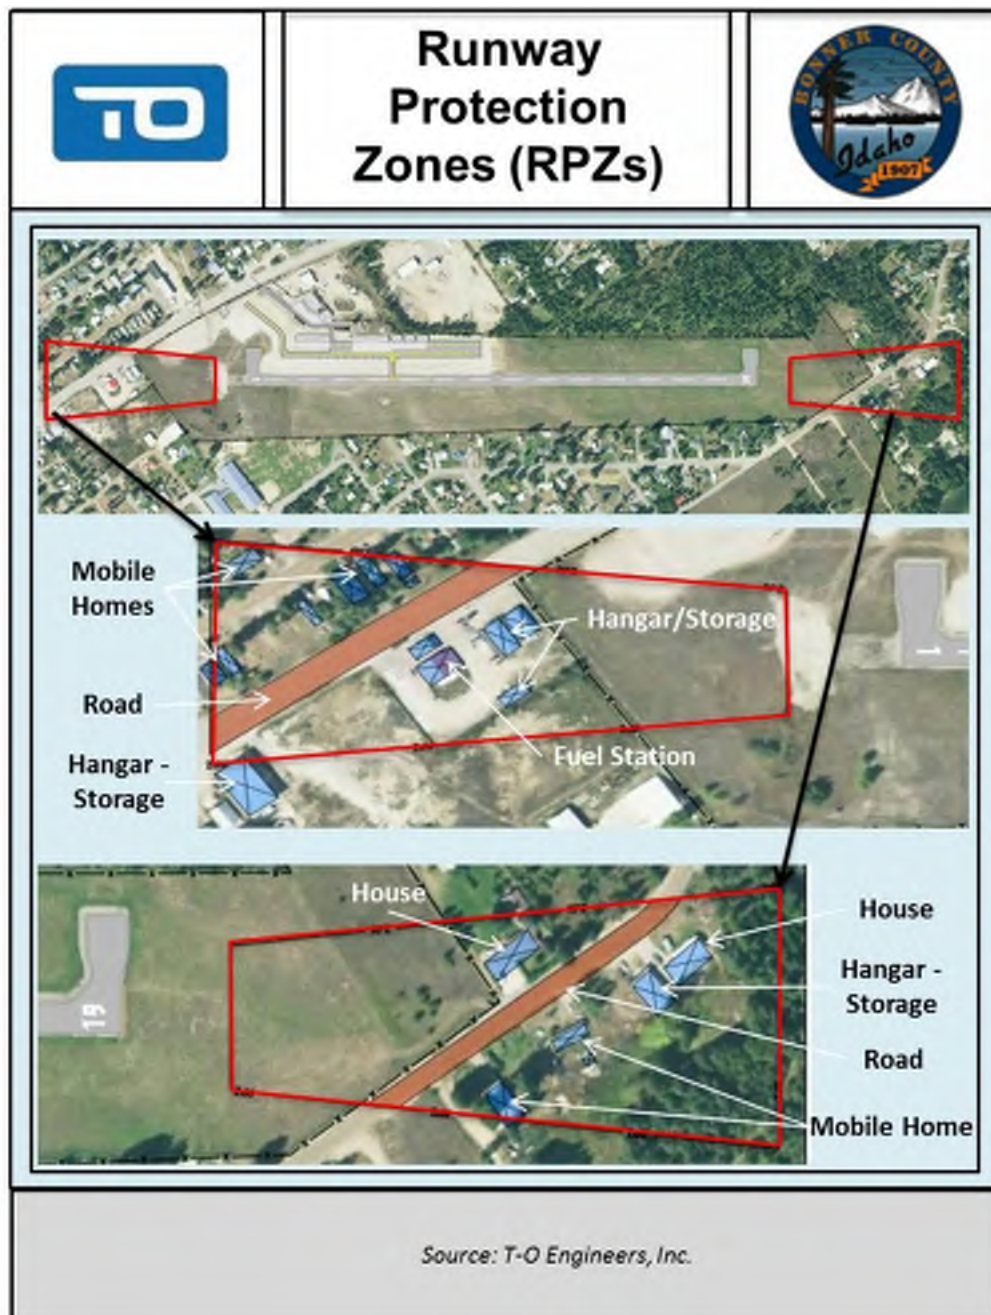 TO
Runway
Protection
Zones (RPZs)
BONNER COUNTY
Idaho
1907
Mobile
Homes
Hangar/Storage
1
Road
Fuel Station
Hangar -
Storage
House
House
Hangar -
Storage
19
Road
Mobile Home
Source: T-O Engineers, Inc.